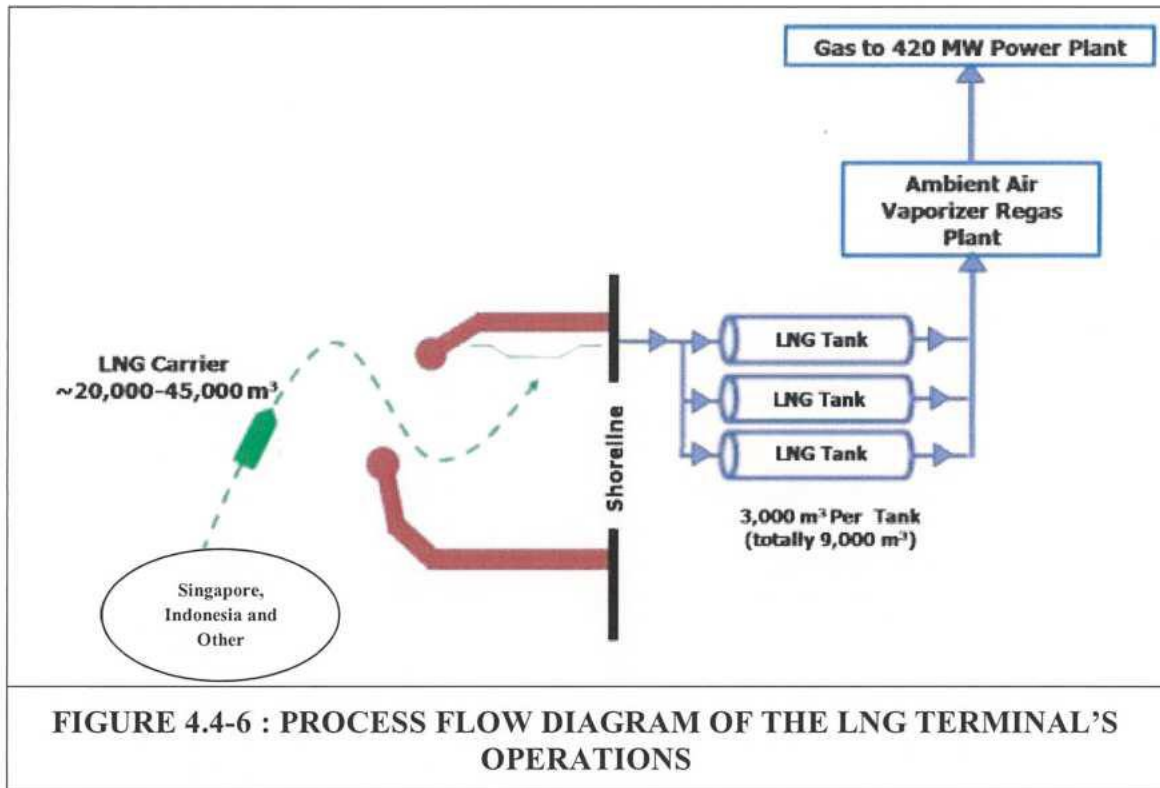 Gas to 420 MW Power Plant
Ambient Air
Vaporizer Regas
Plant
LNG Carrier
~20,000-45,000 m³
Shoreline
LNG Tank
LNG Tank
LNG Tank
3,000 m³ Per Tank
(totally 9,000 m³)
Singapore,
Indonesia and
Other
FIGURE 4.4-6 : PROCESS FLOW DIAGRAM OF THE LNG TERMINAL'S
OPERATIONS